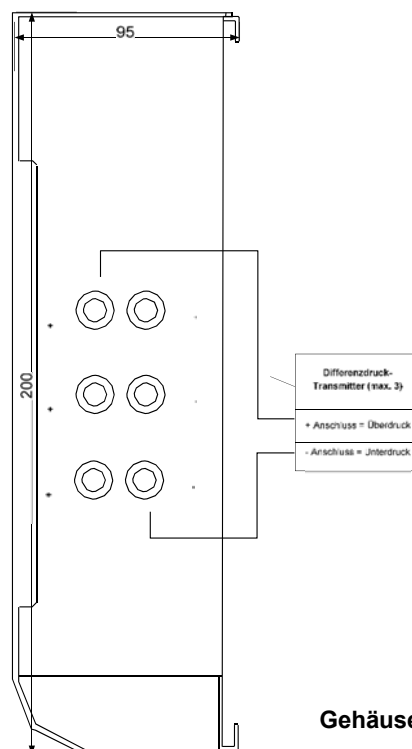 95
200
Differenzdruck-
Transmitter (max. 3)
+ Anschluss = Überdruck
- Anschluss = Unterdruck
Gehäuse